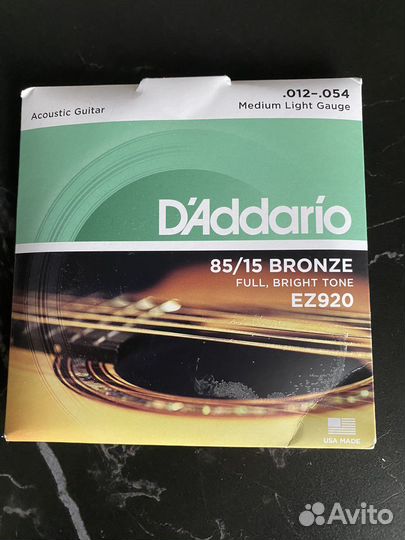 .012–.054
Acoustic Guitar
Medium Light Gauge
D'Addario
85/15 BRONZE
FULL, BRIGHT TONE
EZ920
USA MADE
Avito